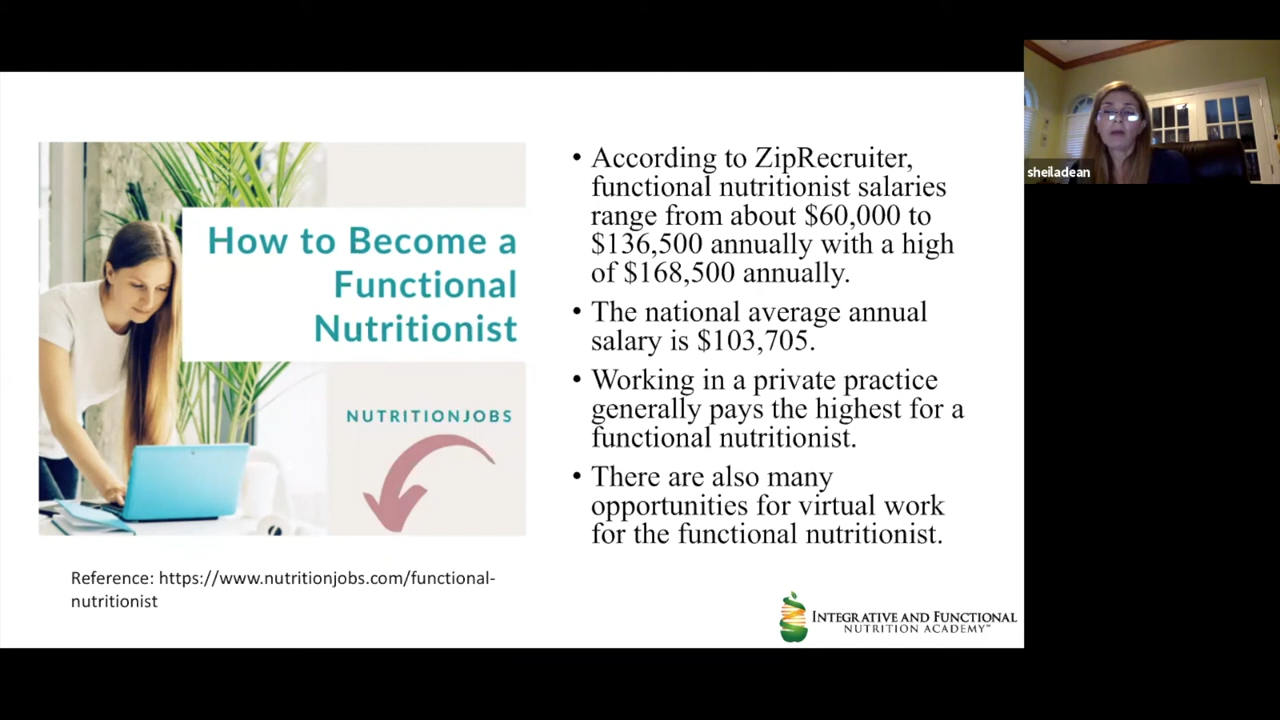 How to Become a
Functional
Nutritionist
NUTRITIONJOBS
Reference: https://www.nutritionjobs.com/functional-
nutritionist
• According to ZipRecruiter,
functional nutritionist salaries
range from about $60,000 to
$136,500 annually with a high
of $168,500 annually.
• The national average annual
salary is $103,705.
• Working in a private practice
generally pays the highest for a
functional nutritionist.
• There are also many
opportunities for virtual work
for the functional nutritionist.
INTEGRATIVE AND FUNCTIONAL
NUTRITION ACADEMY™
sheiladean